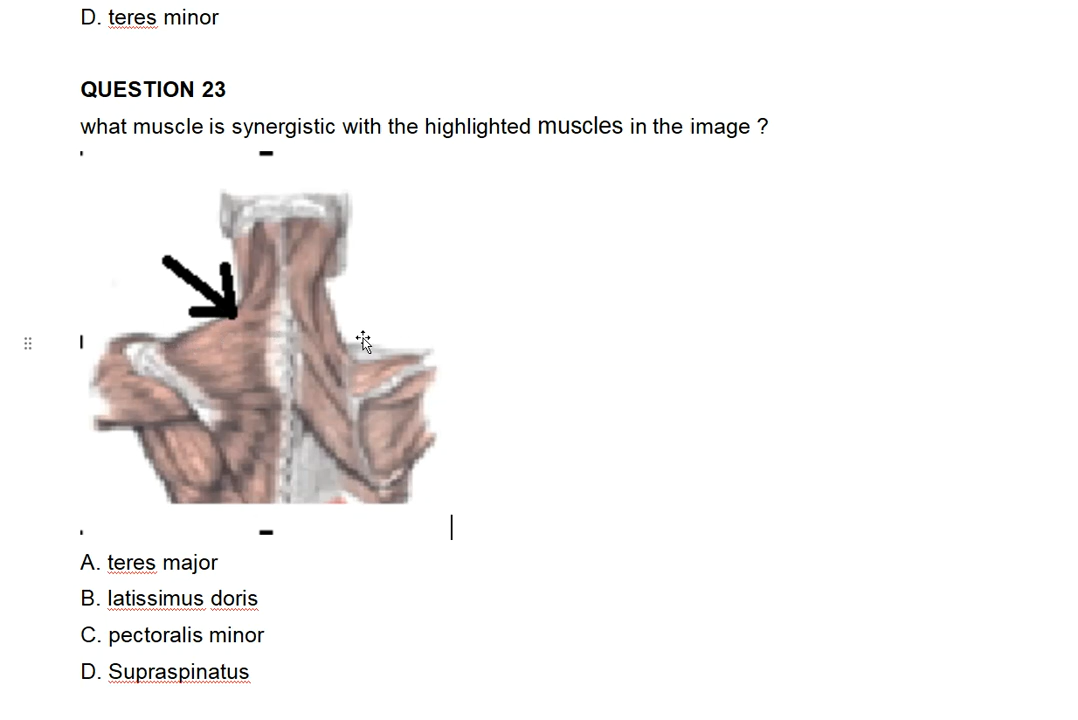 D. teres minor
QUESTION 23
what muscle is synergistic with the highlighted muscles in the image ?
A. teres major
B. latissimus doris
C. pectoralis minor
D. Supraspinatus